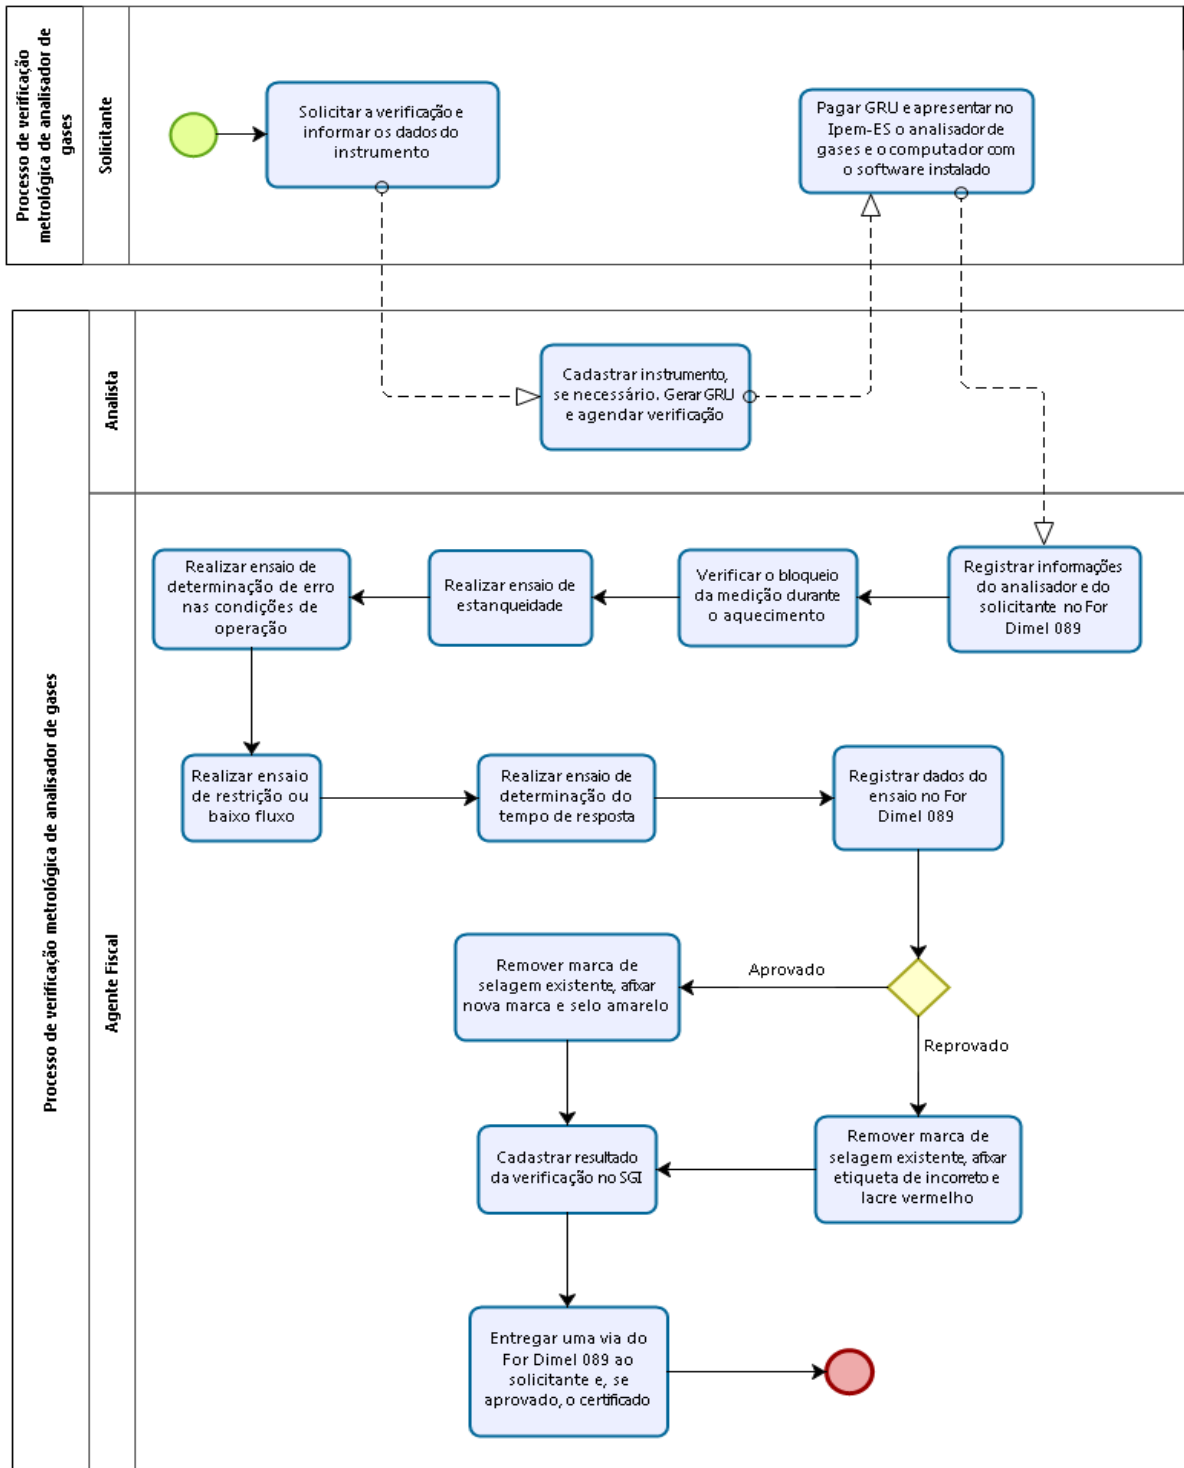 Processo de verificação
metrológica de analisador de
gases
Solicitante
Solicitar a verificação e
informar os dados do
instrumento
Pagar GRU e apresentar no
Ipem-ES o analisador de
gases e o computador com
o software instalado
Processo de verificação metrológica de analisador de gases
Analista
Cadastrar instrumento,
se necessário. Gerar GRU
e agendar verificação
Agente Fiscal
Registrar informações
do analisador e do
solicitante no For
Dimel 089
Verificar o bloqueio
da medição durante
o aquecimento
Realizar ensaio de
estanqueidade
Realizar ensaio de
determinação de erro
nas condições de
operação
Realizar ensaio
de restrição ou
baixo fluxo
Realizar ensaio de
determinação do
tempo de resposta
Registrar dados do
ensaio no For
Dimel 089
Aprovado
Remover marca de
selagem existente, afixar
nova marca e selo amarelo
Reprovado
Remover marca de
selagem existente, afixar
etiqueta de incorreto e
lacre vermelho
Cadastrar resultado
da verificação no SGI
Entregar uma via do
For Dimel 089 ao
solicitante e, se
aprovado, o certificado